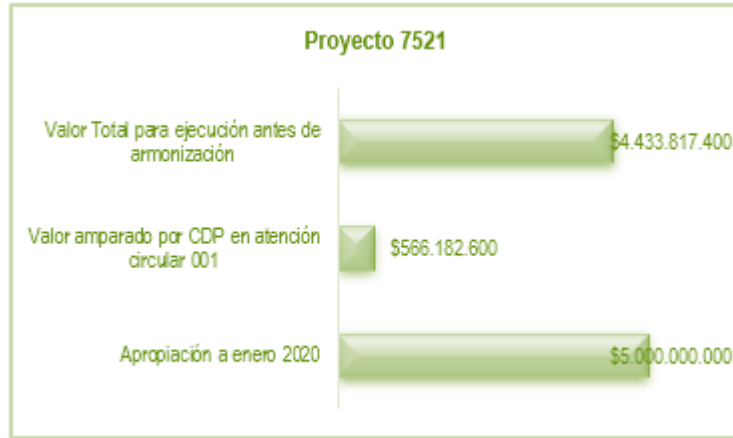 Proyecto 7521
Valor Total para ejecución antes de
armonización
$4.433.817.400
Valor amparado por CDP en atención
circular 001
$566.182.600
Apropiación a enero 2020
$5.000.000.000